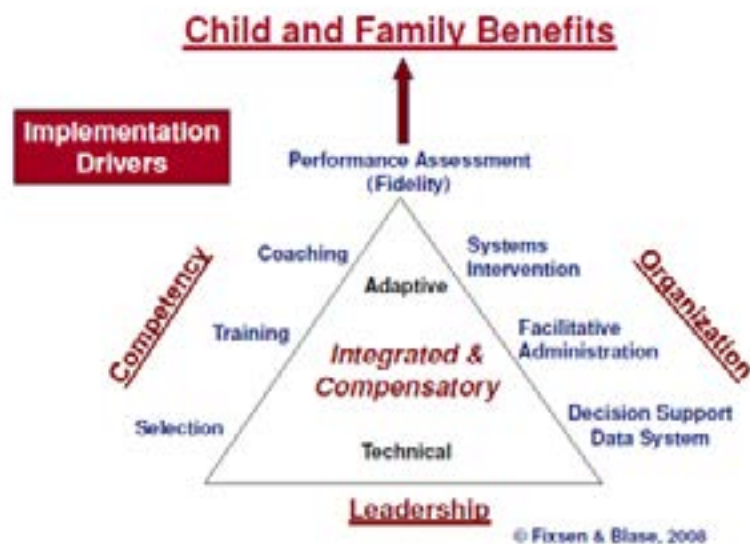 Child and Family Benefits
Implementation
Drivers
Performance Assessment
(Fidelity)
Coaching
Systems
Intervention
Adaptive
Competency
Organization
Training
Facilitative
Administration
Integrated &
Compensatory
Selection
Decision Support
Data System
Technical
Leadership
© Fixsen & Blase, 2008